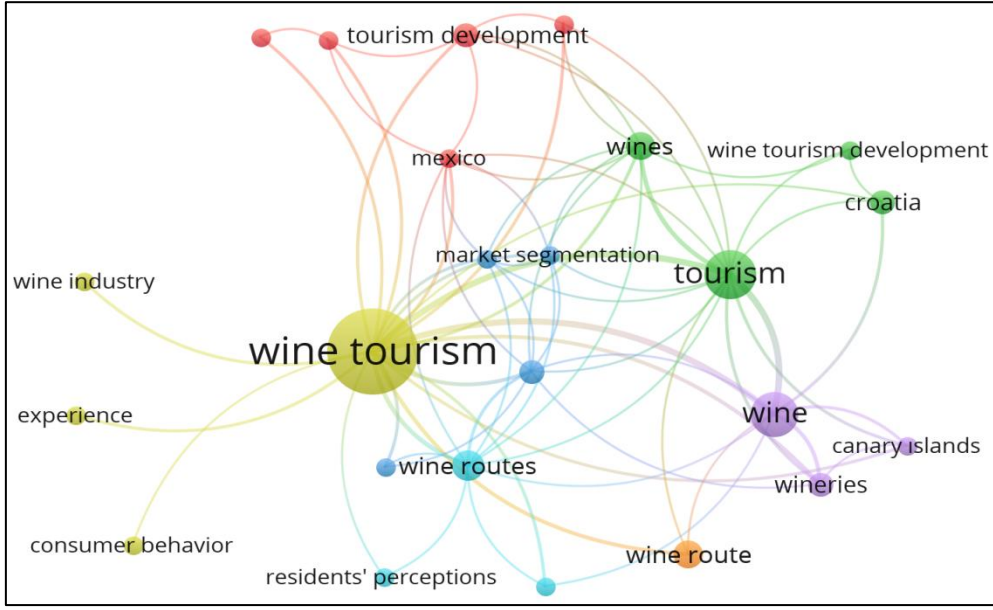 tourism development
wines
wine tourism development
mexico
croatia
market segmentation
tourism
wine industry
wine tourism
experience
wine
canary islands
wine routes
wineries
consumer behavior
wine route
residents' perceptions